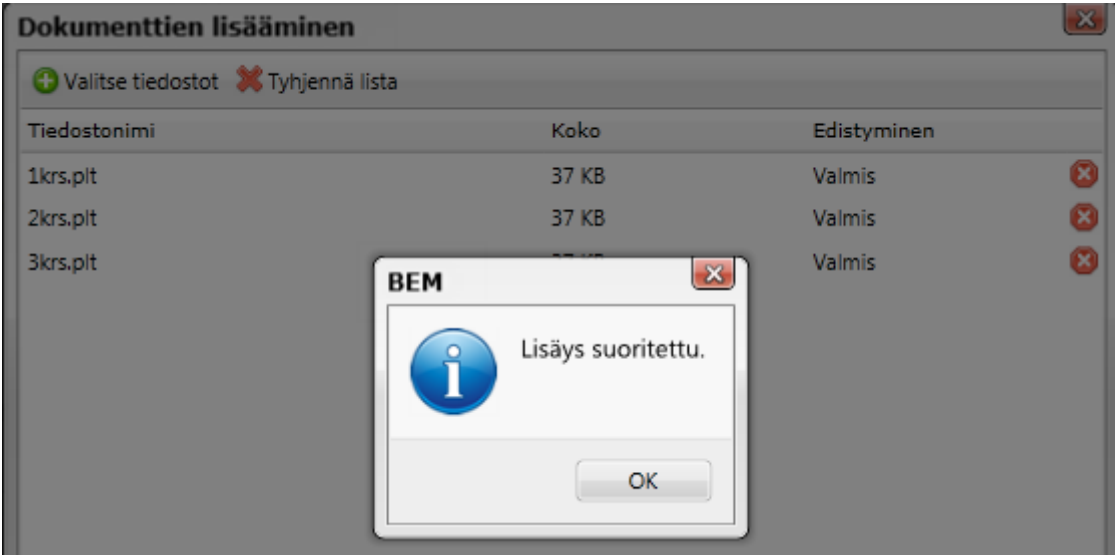 Dokumenttien lisääminen
Valitse tiedostot Tyhjennä lista
Tiedostonimi Koko Edistyminen
1krs.plt 37 KB Valmis
2krs.plt 37 KB Valmis
3krs.plt Valmis
BEM
Lisäys suoritettu.
OK